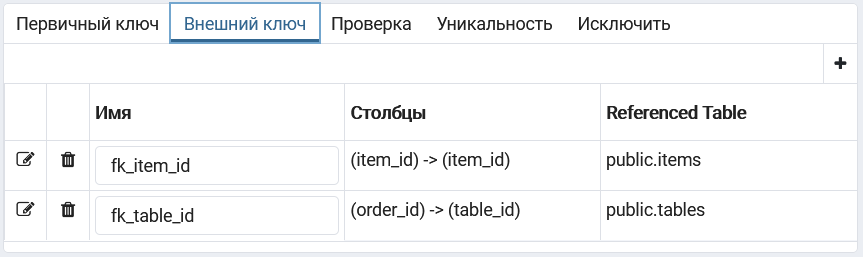 Первичный ключ Внешний ключ Проверка Уникальность Исключить
Имя Столбцы Referenced Table
fk_item_id (item_id) -> (item_id) public.items
fk_table_id (order_id) -> (table_id) public.tables